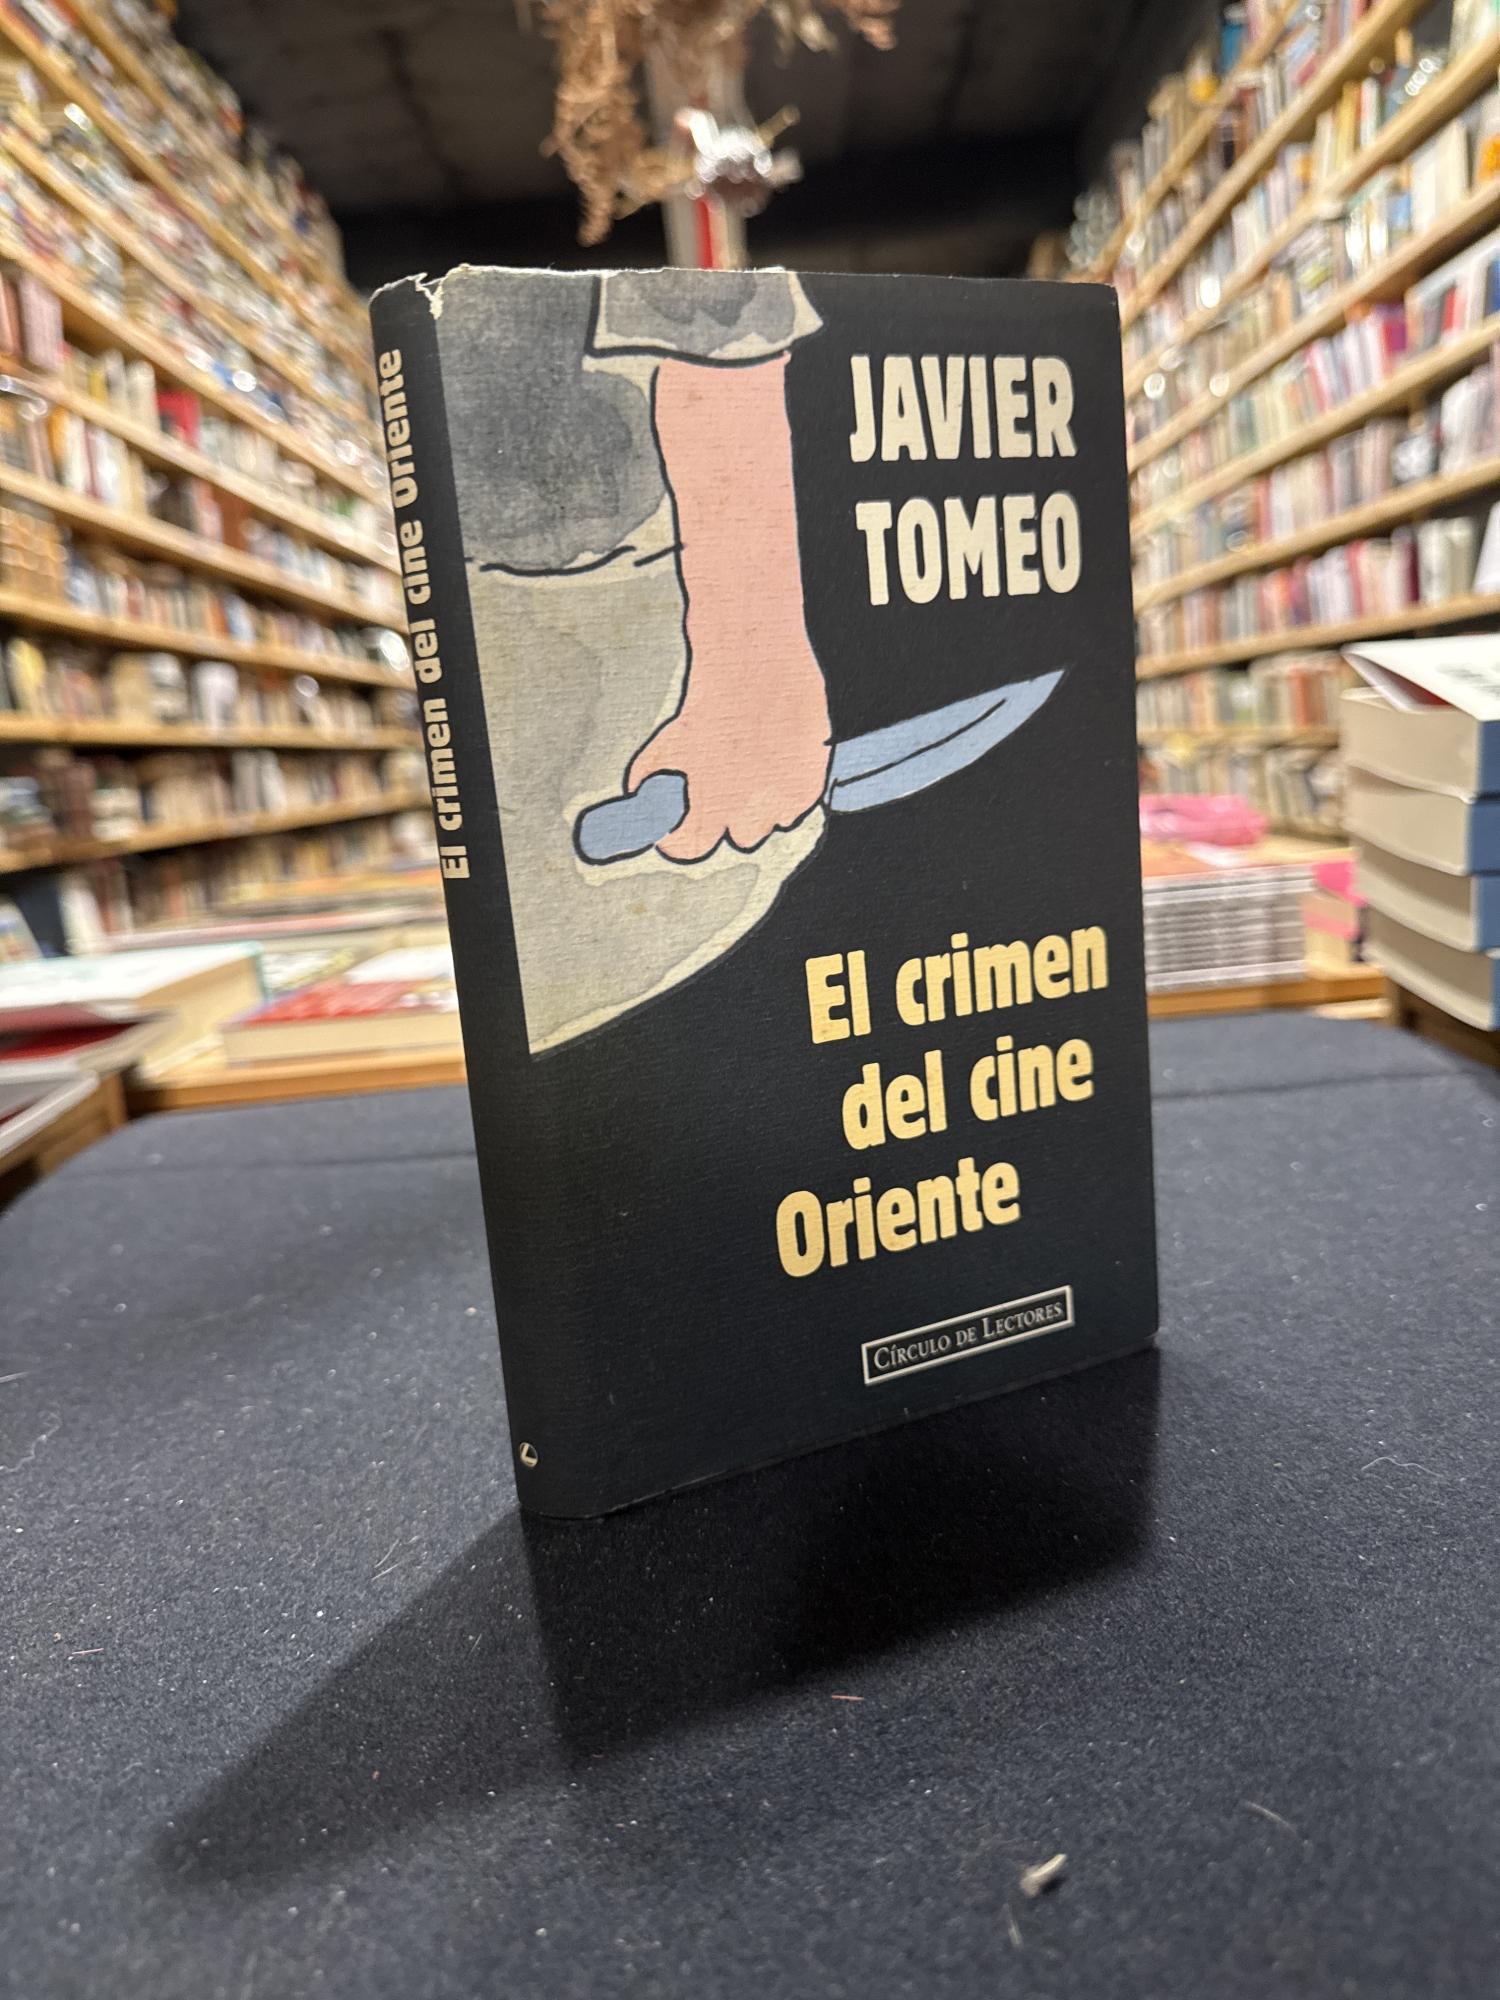 El crimen del cine Oriente
JAVIER
TOMEO
El crimen
del cine
Oriente
CÍRCULO DE LECTORES